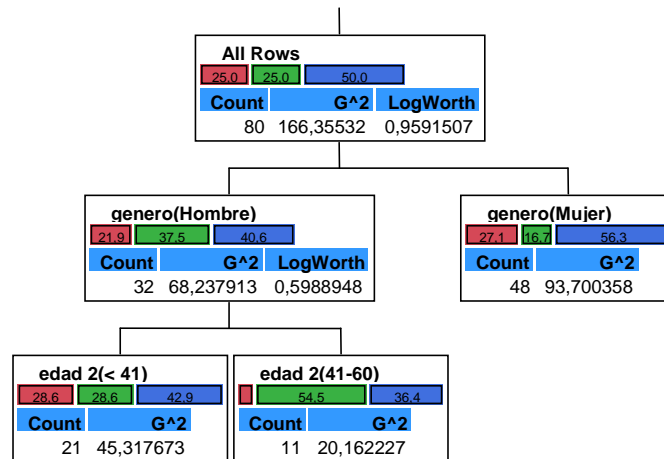 All Rows
25,0 25,0 50,0
Count G^2 LogWorth
80 166,35532 0,9591507
genero(Hombre)
21,9 37,5 40,6
Count G^2 LogWorth
32 68,237913 0,5988948
genero(Mujer)
27,1 16,7 56,3
Count G^2
48 93,700358
edad 2(< 41)
28,6 28,6 42,9
Count G^2
21 45,317673
edad 2(41-60)
54,5 36,4
Count G^2
11 20,162227